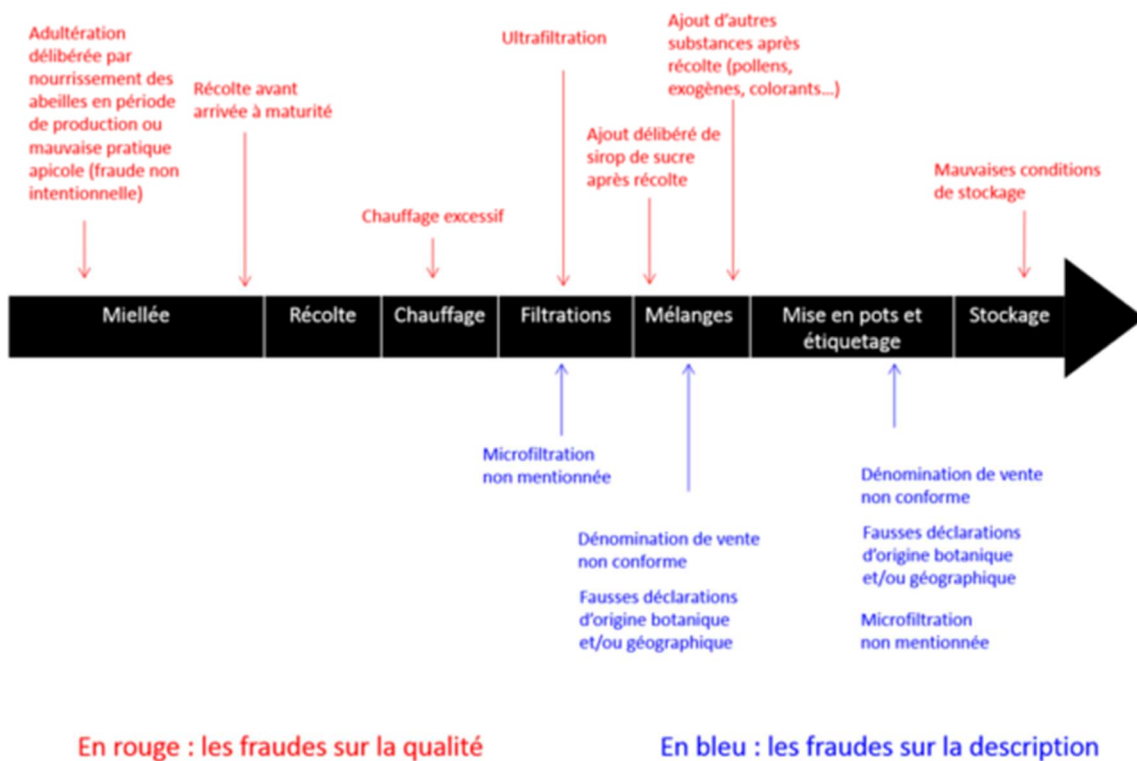 Adultération
délibérée par
nourrissement des
abeilles en période
de production ou
mauvaise pratique
apicole (fraude non
intentionnelle)
Récolte avant
arrivée à maturité
Chauffage excessif
Ultrafiltration
Ajout délibéré de
sirop de sucre
après récolte
Ajout d'autres
substances après
récolte (pollens,
exogènes, colorants...)
Mauvaises conditions
de stockage
Miellée
Récolte
Chauffage
Filtrations
Mélanges
Mise en pots et
étiquetage
Stockage
Microfiltration
non mentionnée
Dénomination de vente
non conforme
Fausses déclarations
d'origine botanique
et/ou géographique
Dénomination de vente
non conforme
Fausses déclarations
d'origine botanique
et/ou géographique
Microfiltration
non mentionnée
En rouge : les fraudes sur la qualité
En bleu : les fraudes sur la description